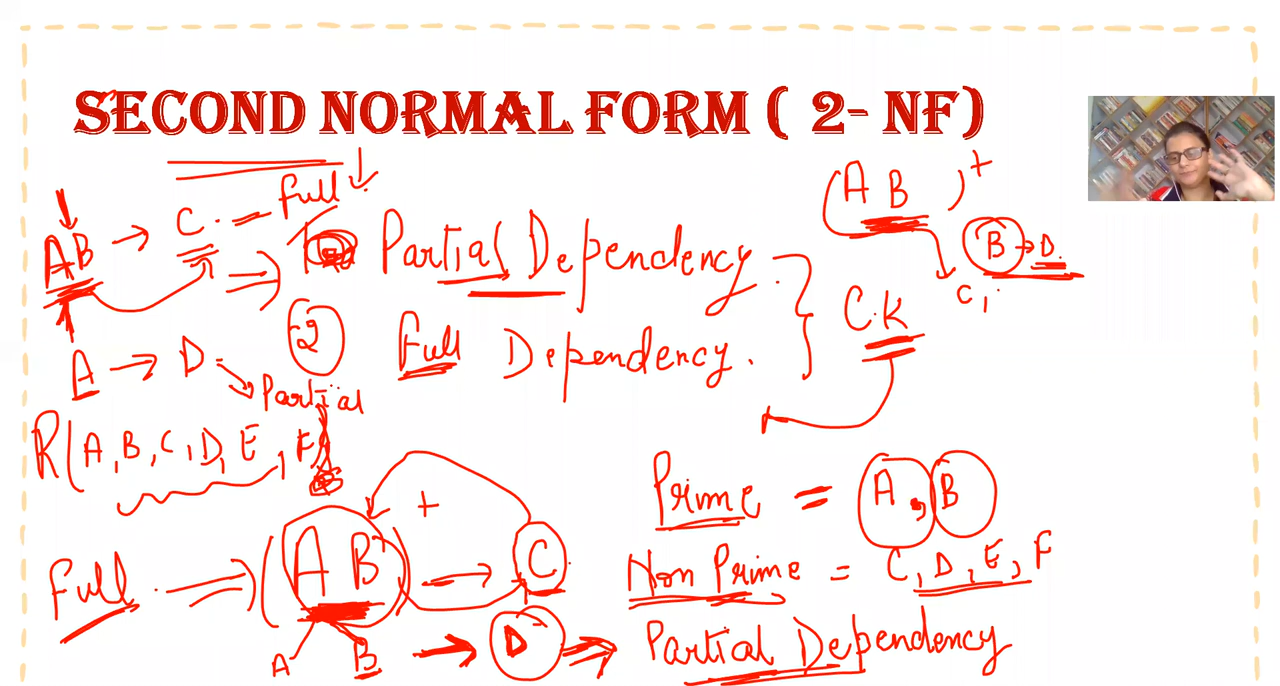 SECOND NORMAL FORM ( 2- NF)
AB → C. — Full
Partial Dependency.
② Full Dependency.
C.K
(AB)+
B → D.
C,
A → D
Partial
R(A, B, C, D, E, F)
Prime = A, B
Non Prime = C, D, E, F
Full ⇒ (AB)+ → C
A B → D ⇒ Partial Dependency